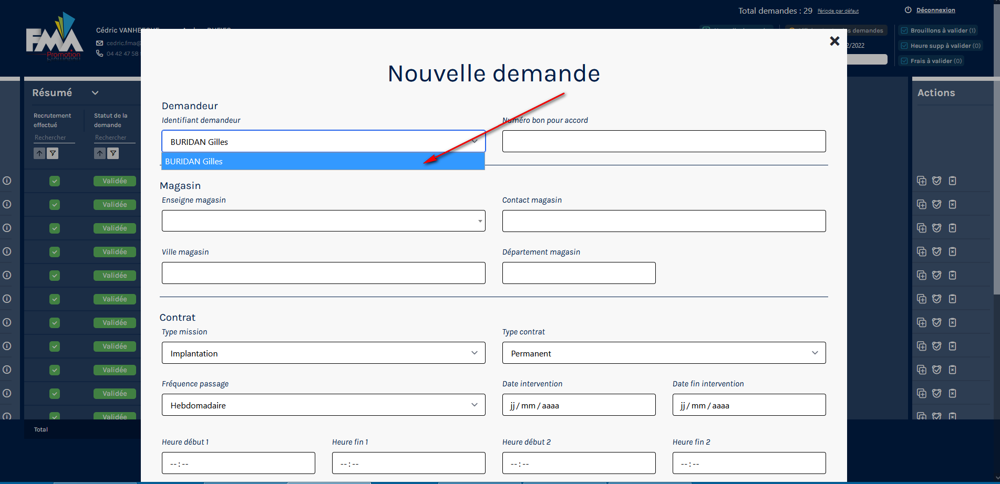 Total demandes : 29 Période par défaut
Déconnexion
FMA
Promotion
Cédric VANHE
cedric.fma@
04 42 47 58
demandes
2/2022
Brouillons à valider (1)
Heure supp à valider (0)
Frais à valider (0)
Nouvelle demande
Résumé
Recrutement effectué
Statut de la demande
Rechercher
Rechercher
Actions
Demandeur
Identifiant demandeur
Numéro bon pour accord
BURIDAN Gilles
BURIDAN Gilles
Magasin
Enseigne magasin
Contact magasin
Ville magasin
Département magasin
Contrat
Type mission
Type contrat
Implantation
Permanent
Fréquence passage
Date intervention
Date fin intervention
Hebdomadaire
jj/mm/aaaa
jj/mm/aaaa
Heure début 1
Heure fin 1
Heure début 2
Heure fin 2
--:--
--:--
--:--
--:--
Validée
Validée
Validée
Validée
Validée
Validée
Validée
Validée
Validée
Validée
Validée
Total